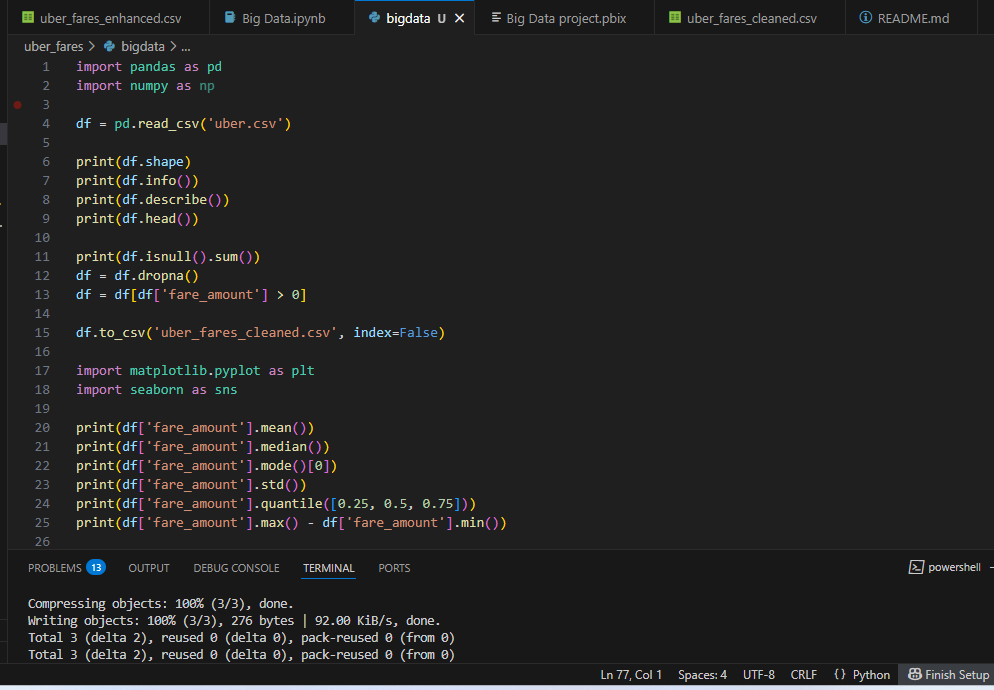 uber_fares_enhanced.csv Big Data.ipynb bigdata U Big Data project.pbix uber_fares_cleaned.csv README.md
uber_fares > bigdata > ...
1 import pandas as pd
2 import numpy as np
3
4 df = pd.read_csv('uber.csv')
5
6 print(df.shape)
7 print(df.info())
8 print(df.describe())
9 print(df.head())
10
11 print(df.isnull().sum())
12 df = df.dropna()
13 df = df[df['fare_amount'] > 0]
14
15 df.to_csv('uber_fares_cleaned.csv', index=False)
16
17 import matplotlib.pyplot as plt
18 import seaborn as sns
19
20 print(df['fare_amount'].mean())
21 print(df['fare_amount'].median())
22 print(df['fare_amount'].mode()[0])
23 print(df['fare_amount'].std())
24 print(df['fare_amount'].quantile([0.25, 0.5, 0.75]))
25 print(df['fare_amount'].max() - df['fare_amount'].min())
26
PROBLEMS 13 OUTPUT DEBUG CONSOLE TERMINAL PORTS powershell
Compressing objects: 100% (3/3), done.
Writing objects: 100% (3/3), 276 bytes | 92.00 KiB/s, done.
Total 3 (delta 2), reused 0 (delta 0), pack-reused 0 (from 0)
Total 3 (delta 2), reused 0 (delta 0), pack-reused 0 (from 0)
Ln 77, Col 1 Spaces: 4 UTF-8 CRLF {} Python Finish Setup